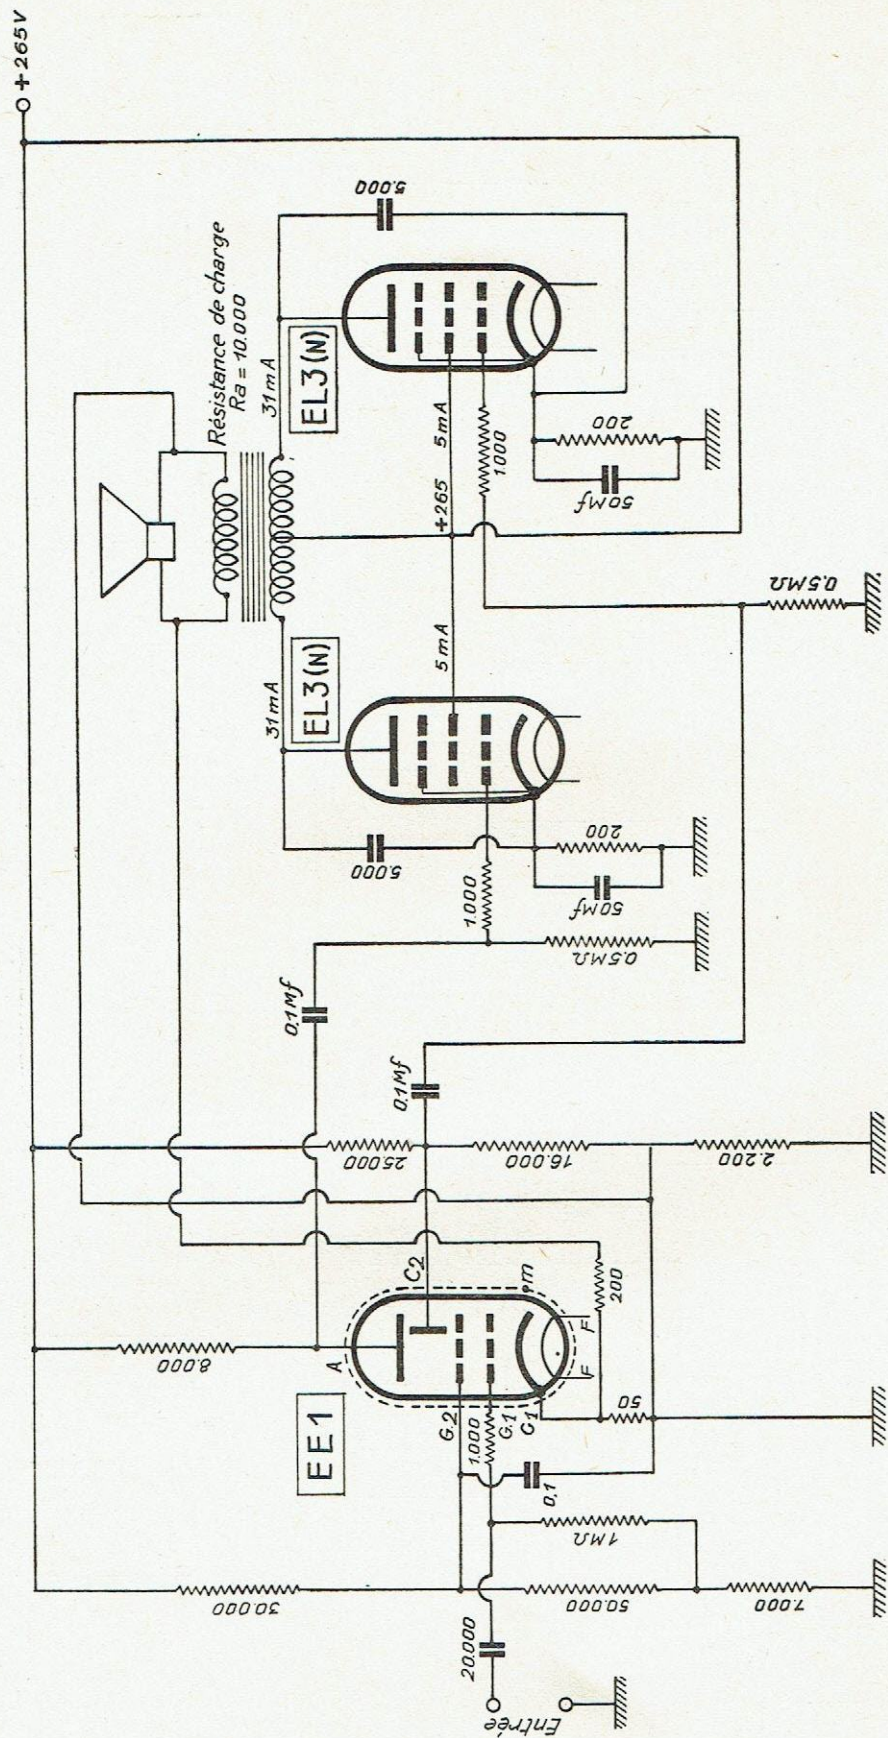 +265V
Résistance de charge
Ra = 10.000
31 mA
31 mA
EL3(N)
EL3(N)
5.000
5.000
5 mA
+265
5 mA
1.000
1000
200
50Mf
200
50Mf
0.5MΩ
0.5MΩ
0.1Mf
0.1Mf
25.000
16.000
2.200
8.000
EE1
A
C2
m
G.2
G.1
C1
F
F
1.000
200
50
0,1
1MΩ
30.000
50.000
7.000
20.000
Entrée